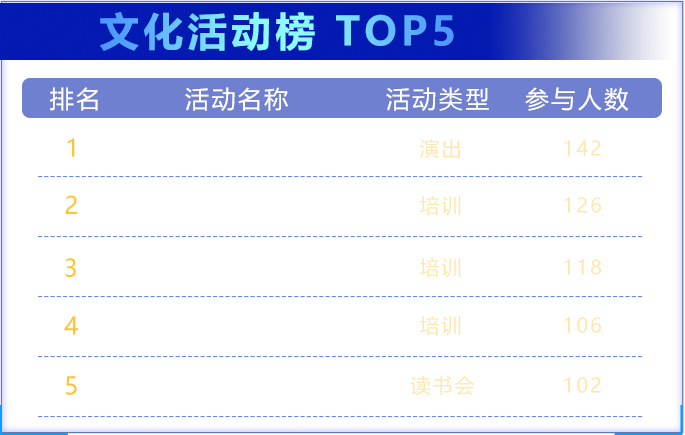 文化活动榜 TOP5
排名 活动名称 活动类型 参与人数
1 演出 142
2 培训 126
3 培训 118
4 培训 106
5 读书会 102